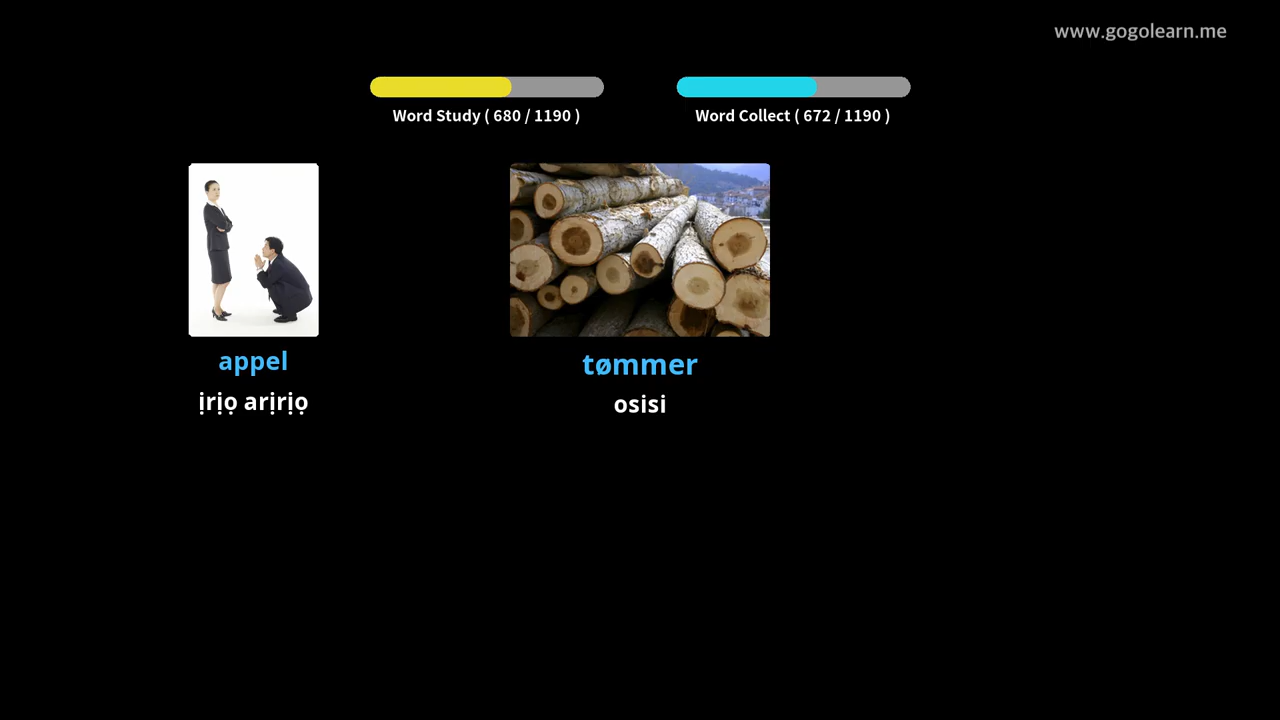 www.gogolearn.me
Word Study ( 680 / 1190 )
Word Collect ( 672 / 1190 )
appel
ịrịọ arịrịọ
tømmer
osisi